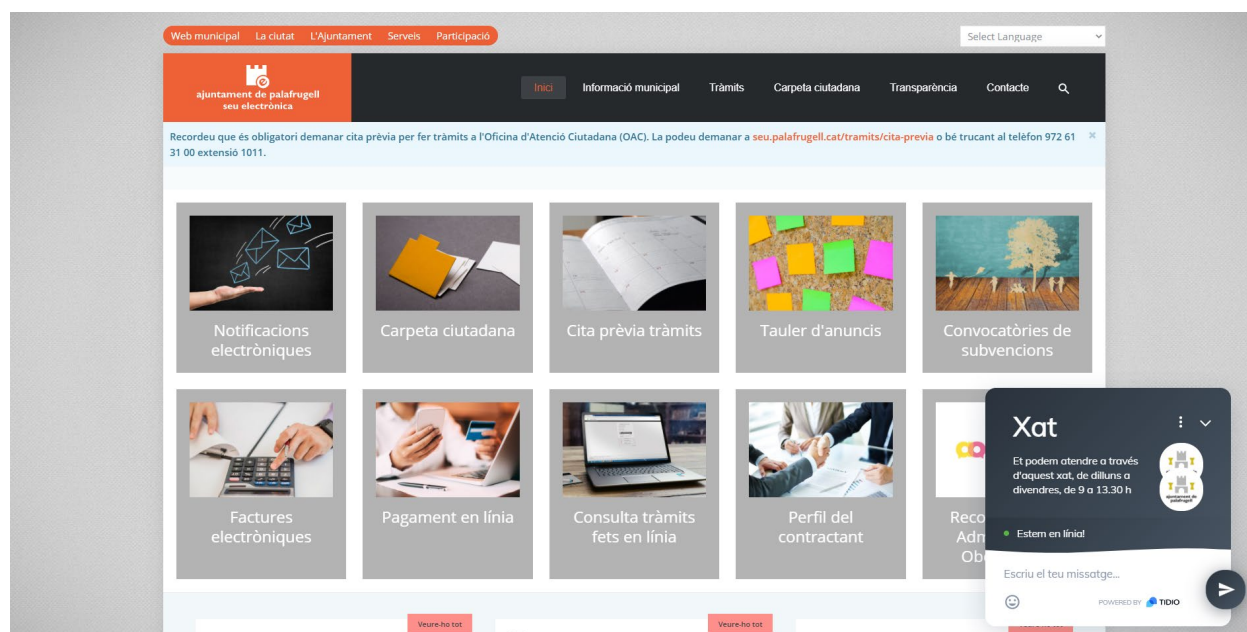 Web municipal La ciutat L'Ajuntament Serveis Participació
Select Language
ajuntament de palafrugell
seu electrònica
Inici Informació municipal Tràmits Carpeta ciutadana Transparència Contacte
Recordeu que és obligatori demanar cita prèvia per fer tràmits a l'Oficina d'Atenció Ciutadana (OAC). La podeu demanar a seu.palafrugell.cat/tramits/cita-previa o bé trucant al telèfon 972 61
31 00 extensió 1011.
Notificacions
electròniques
Carpeta ciutadana
Cita prèvia tràmits
Tauler d'anuncis
Convocatòries de
subvencions
Factures
electròniques
Pagament en línia
Consulta tràmits
fets en línia
Perfil del
contractant
Xat
Et podem atendre a través
d'aquest xat, de dilluns a
divendres, de 9 a 13.30 h
ajuntament de
palafrugell
Estem en línia!
Escriu el teu missatge...
POWERED BY TIDIO
Veure-ho tot
Veure-ho tot